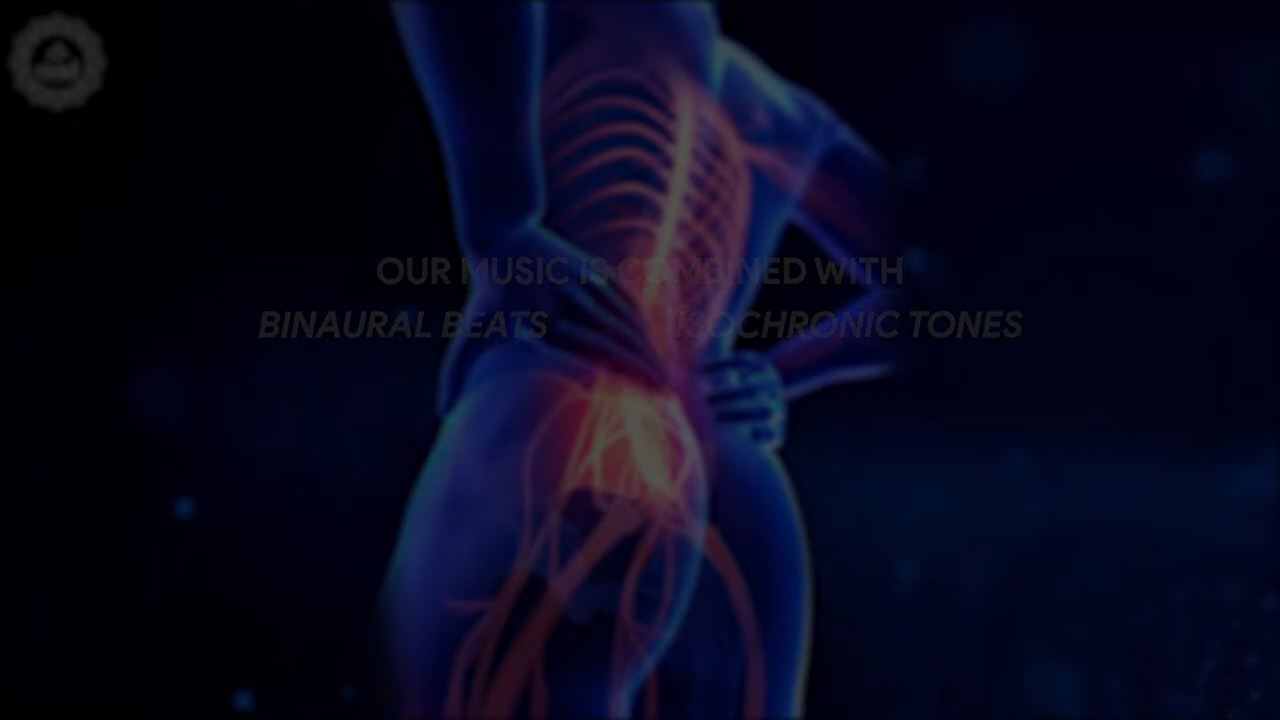 OUR MUSIC IS COMBINED WITH
BINAURAL BEATS ISOCHRONIC TONES